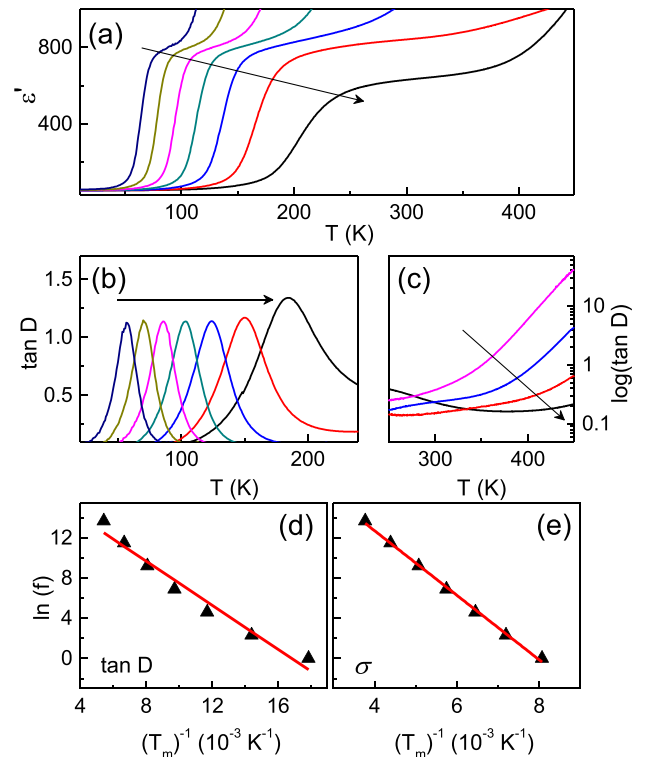 (a)
800
400
ε'
100 200 300 400
T (K)
(b)
1.5
1.0
0.5
tan D
100 200
T (K)
(c)
10
1
0.1
log(tan D)
300 400
T (K)
(d)
12
8
4
0
ln (f)
tan D
4 8 12 16
(Tm)-1 (10-3 K-1)
(e)
σ
4 6 8
(Tm)-1 (10-3 K-1)